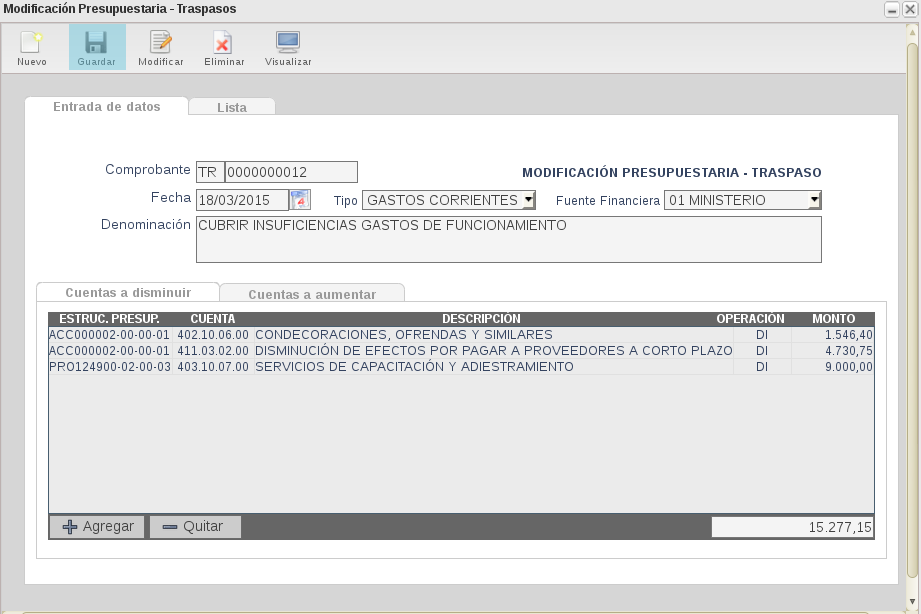 Modificación Presupuestaria - Traspasos
Nuevo Guardar Modificar Eliminar Visualizar
Entrada de datos Lista
Comprobante TR 0000000012 MODIFICACIÓN PRESUPUESTARIA - TRASPASO
Fecha 18/03/2015 Tipo GASTOS CORRIENTES Fuente Financiera 01 MINISTERIO
Denominación CUBRIR INSUFICIENCIAS GASTOS DE FUNCIONAMIENTO
Cuentas a disminuir Cuentas a aumentar
ESTRUC. PRESUP. CUENTA DESCRIPCIÓN OPERACIÓN MONTO
ACC000002-00-00-01 402.10.06.00 CONDECORACIONES, OFRENDAS Y SIMILARES DI 1.546,40
ACC000002-00-00-01 411.03.02.00 DISMINUCIÓN DE EFECTOS POR PAGAR A PROVEEDORES A CORTO PLAZO DI 4.730,75
PRO124900-02-00-03 403.10.07.00 SERVICIOS DE CAPACITACIÓN Y ADIESTRAMIENTO DI 9.000,00
Agregar Quitar 15.277,15